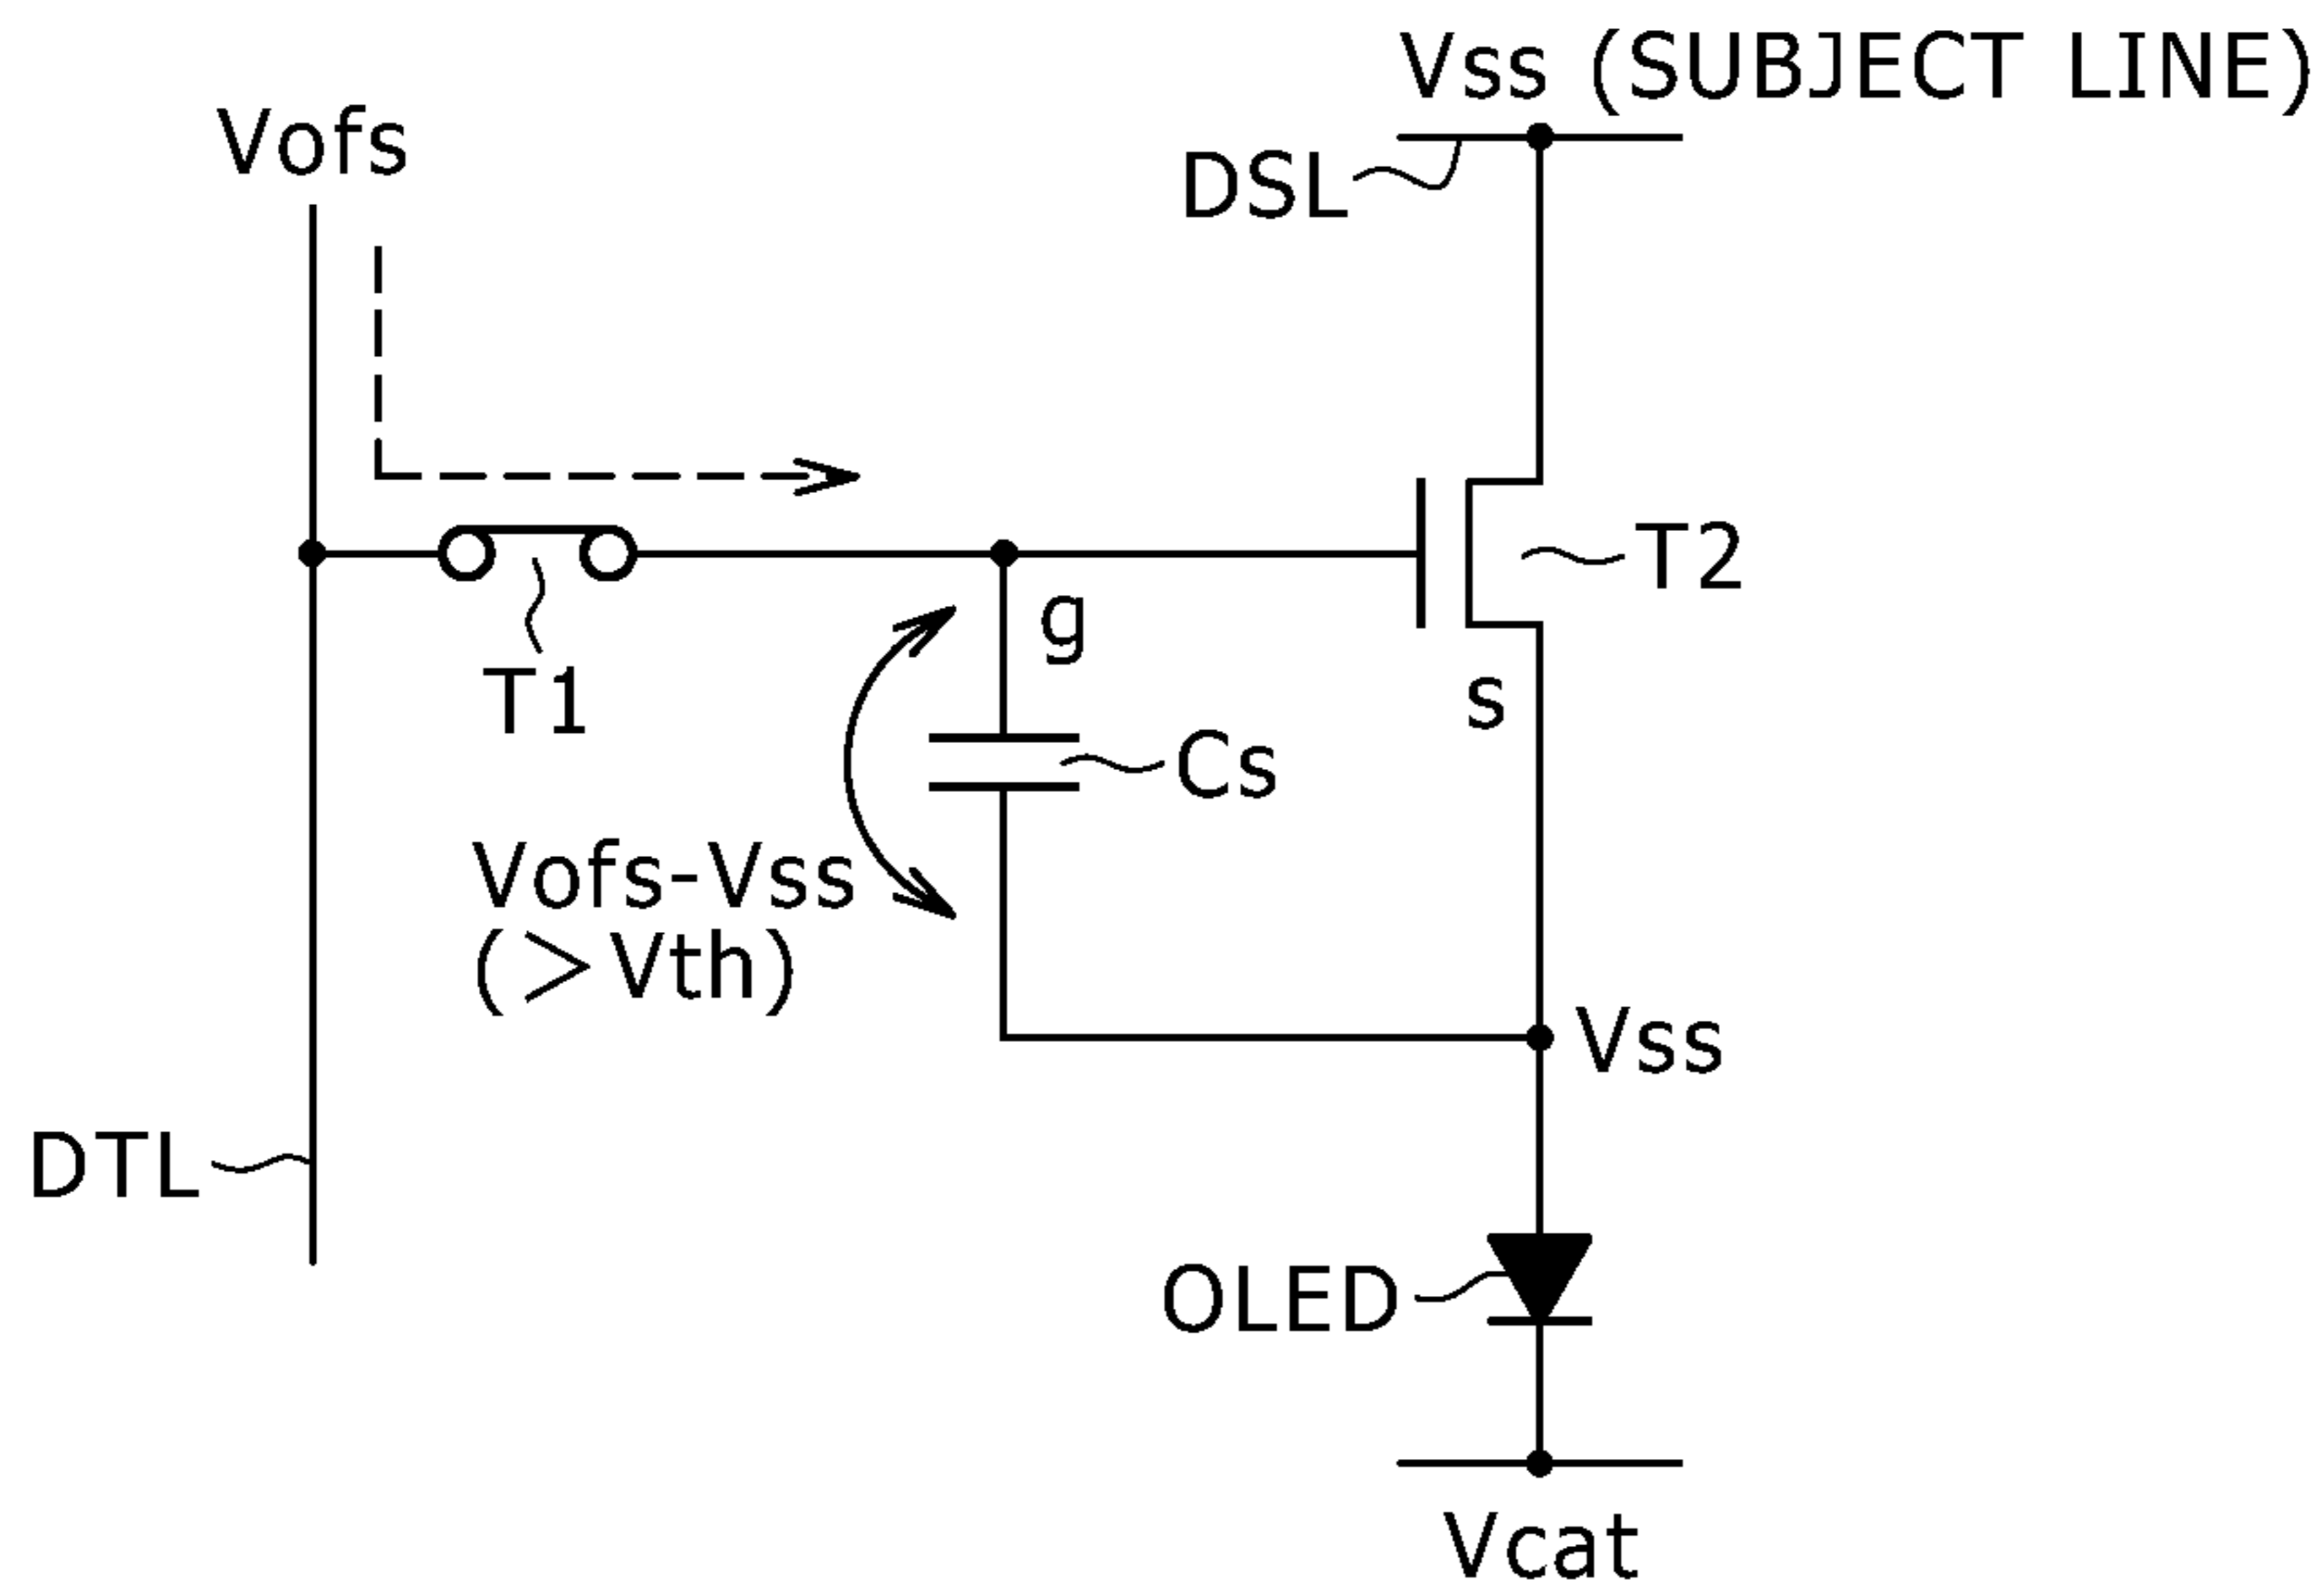 Vss (SUBJECT LINE)
Vofs
DSL
T2
g
T1
s
Cs
Vofs-Vss
(>Vth)
Vss
DTL
OLED
Vcat